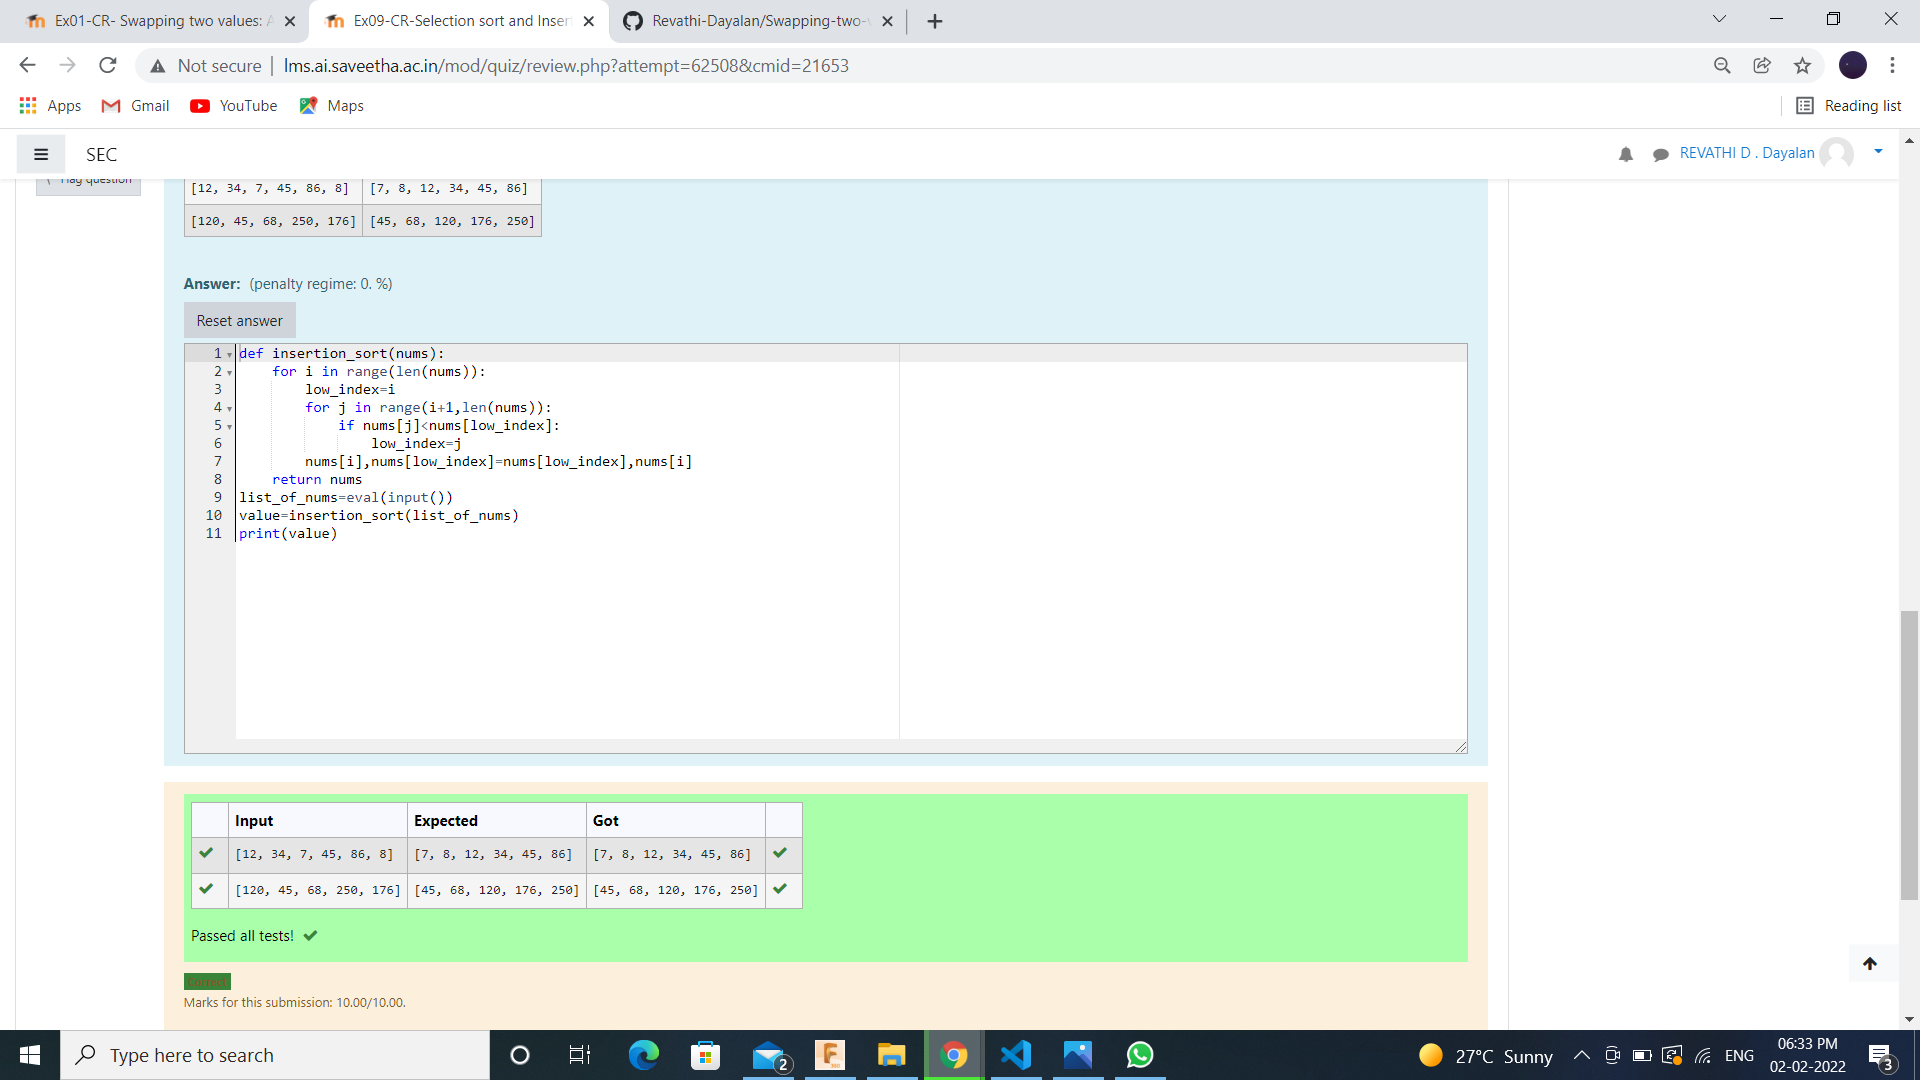 Ex01-CR- Swapping two values: A
Ex09-CR-Selection sort and Inser
Revathi-Dayalan/Swapping-two-v
Not secure | lms.ai.saveetha.ac.in/mod/quiz/review.php?attempt=62508&cmid=21653
Apps Gmail YouTube Maps Reading list
SEC REVATHI D . Dayalan
Flag question
[12, 34, 7, 45, 86, 8] [7, 8, 12, 34, 45, 86]
[120, 45, 68, 250, 176] [45, 68, 120, 176, 250]
Answer: (penalty regime: 0. %)
Reset answer
1 def insertion_sort(nums):
2 for i in range(len(nums)):
3 low_index=i
4 for j in range(i+1,len(nums)):
5 if nums[j]<nums[low_index]:
6 low_index=j
7 nums[i],nums[low_index]=nums[low_index],nums[i]
8 return nums
9 list_of_nums=eval(input())
10 value=insertion_sort(list_of_nums)
11 print(value)
Input Expected Got
[12, 34, 7, 45, 86, 8] [7, 8, 12, 34, 45, 86] [7, 8, 12, 34, 45, 86]
[120, 45, 68, 250, 176] [45, 68, 120, 176, 250] [45, 68, 120, 176, 250]
Passed all tests!
Correct
Marks for this submission: 10.00/10.00.
Type here to search
2
27°C Sunny
ENG
06:33 PM
02-02-2022
3